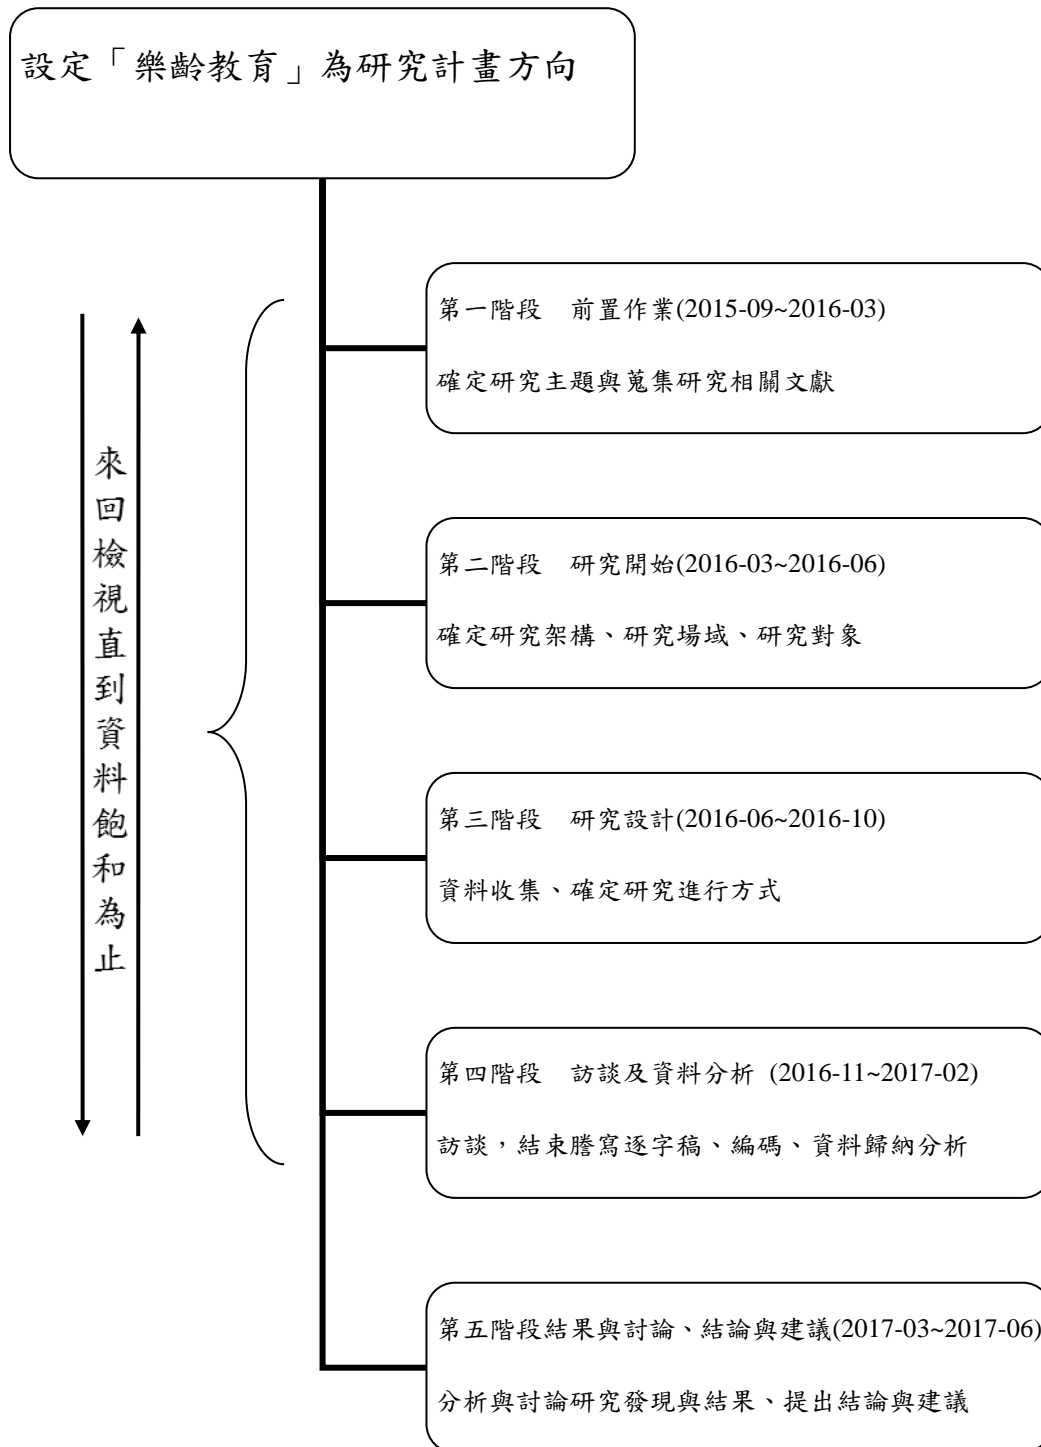 設定「樂齡教育」為研究計畫方向
第一階段　前置作業(2015-09~2016-03)
確定研究主題與蒐集研究相關文獻
來回檢視直到資料飽和為止
第二階段　研究開始(2016-03~2016-06)
確定研究架構、研究場域、研究對象
第三階段　研究設計(2016-06~2016-10)
資料收集、確定研究進行方式
第四階段　訪談及資料分析 (2016-11~2017-02)
訪談，結束謄寫逐字稿、編碼、資料歸納分析
第五階段結果與討論、結論與建議(2017-03~2017-06)
分析與討論研究發現與結果、提出結論與建議